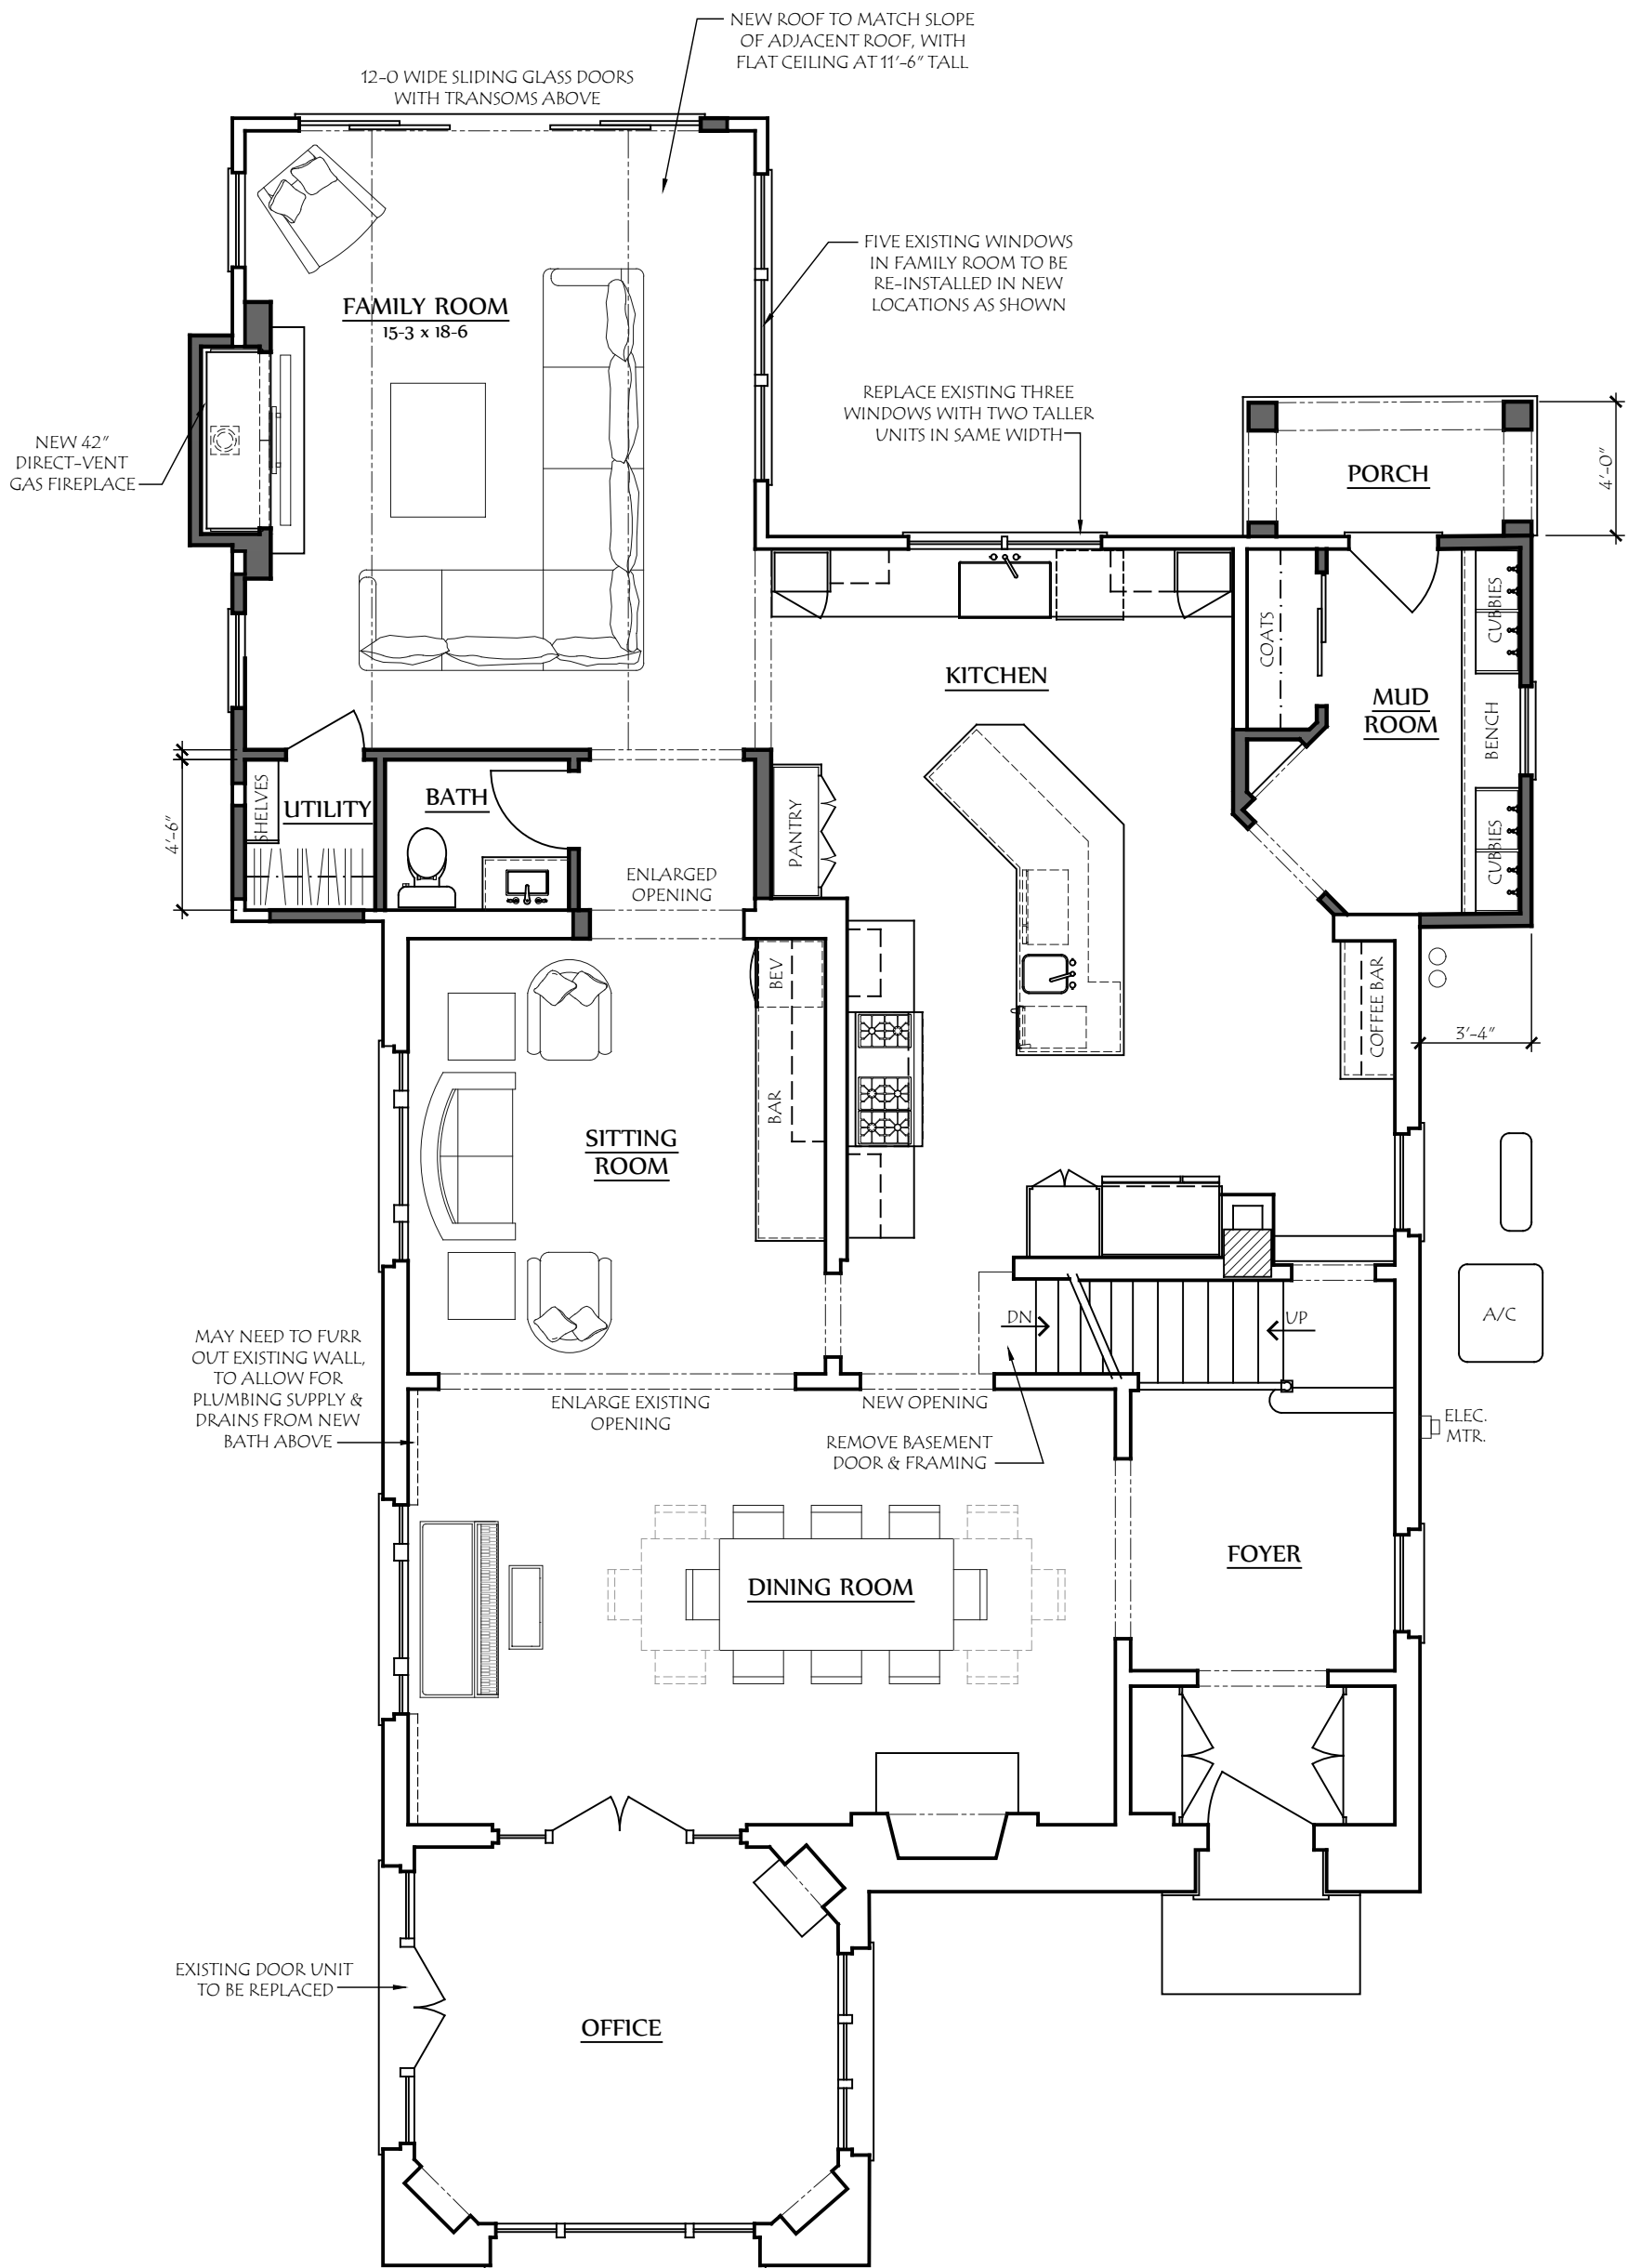 NEW ROOF TO MATCH SLOPE
OF ADJACENT ROOF, WITH
FLAT CEILING AT 11'-6" TALL
12-0 WIDE SLIDING GLASS DOORS
WITH TRANSOMS ABOVE
FIVE EXISTING WINDOWS
IN FAMILY ROOM TO BE
RE-INSTALLED IN NEW
LOCATIONS AS SHOWN
FAMILY ROOM
15-3 x 18-6
REPLACE EXISTING THREE
WINDOWS WITH TWO TALLER
UNITS IN SAME WIDTH
NEW 42"
DIRECT-VENT
GAS FIREPLACE
PORCH
4'-0"
CUBBIES
COATS
KITCHEN
MUD
ROOM
BENCH
SHELVES
UTILITY
BATH
PANTRY
4'-6"
CUBBIES
ENLARGED
OPENING
BEV
COFFEE BAR
3'-4"
BAR
SITTING
ROOM
DN
UP
A/C
MAY NEED TO FURR
OUT EXISTING WALL,
TO ALLOW FOR
PLUMBING SUPPLY &
DRAINS FROM NEW
BATH ABOVE
ENLARGE EXISTING
OPENING
NEW OPENING
ELEC.
MTR.
REMOVE BASEMENT
DOOR & FRAMING
FOYER
DINING ROOM
EXISTING DOOR UNIT
TO BE REPLACED
OFFICE